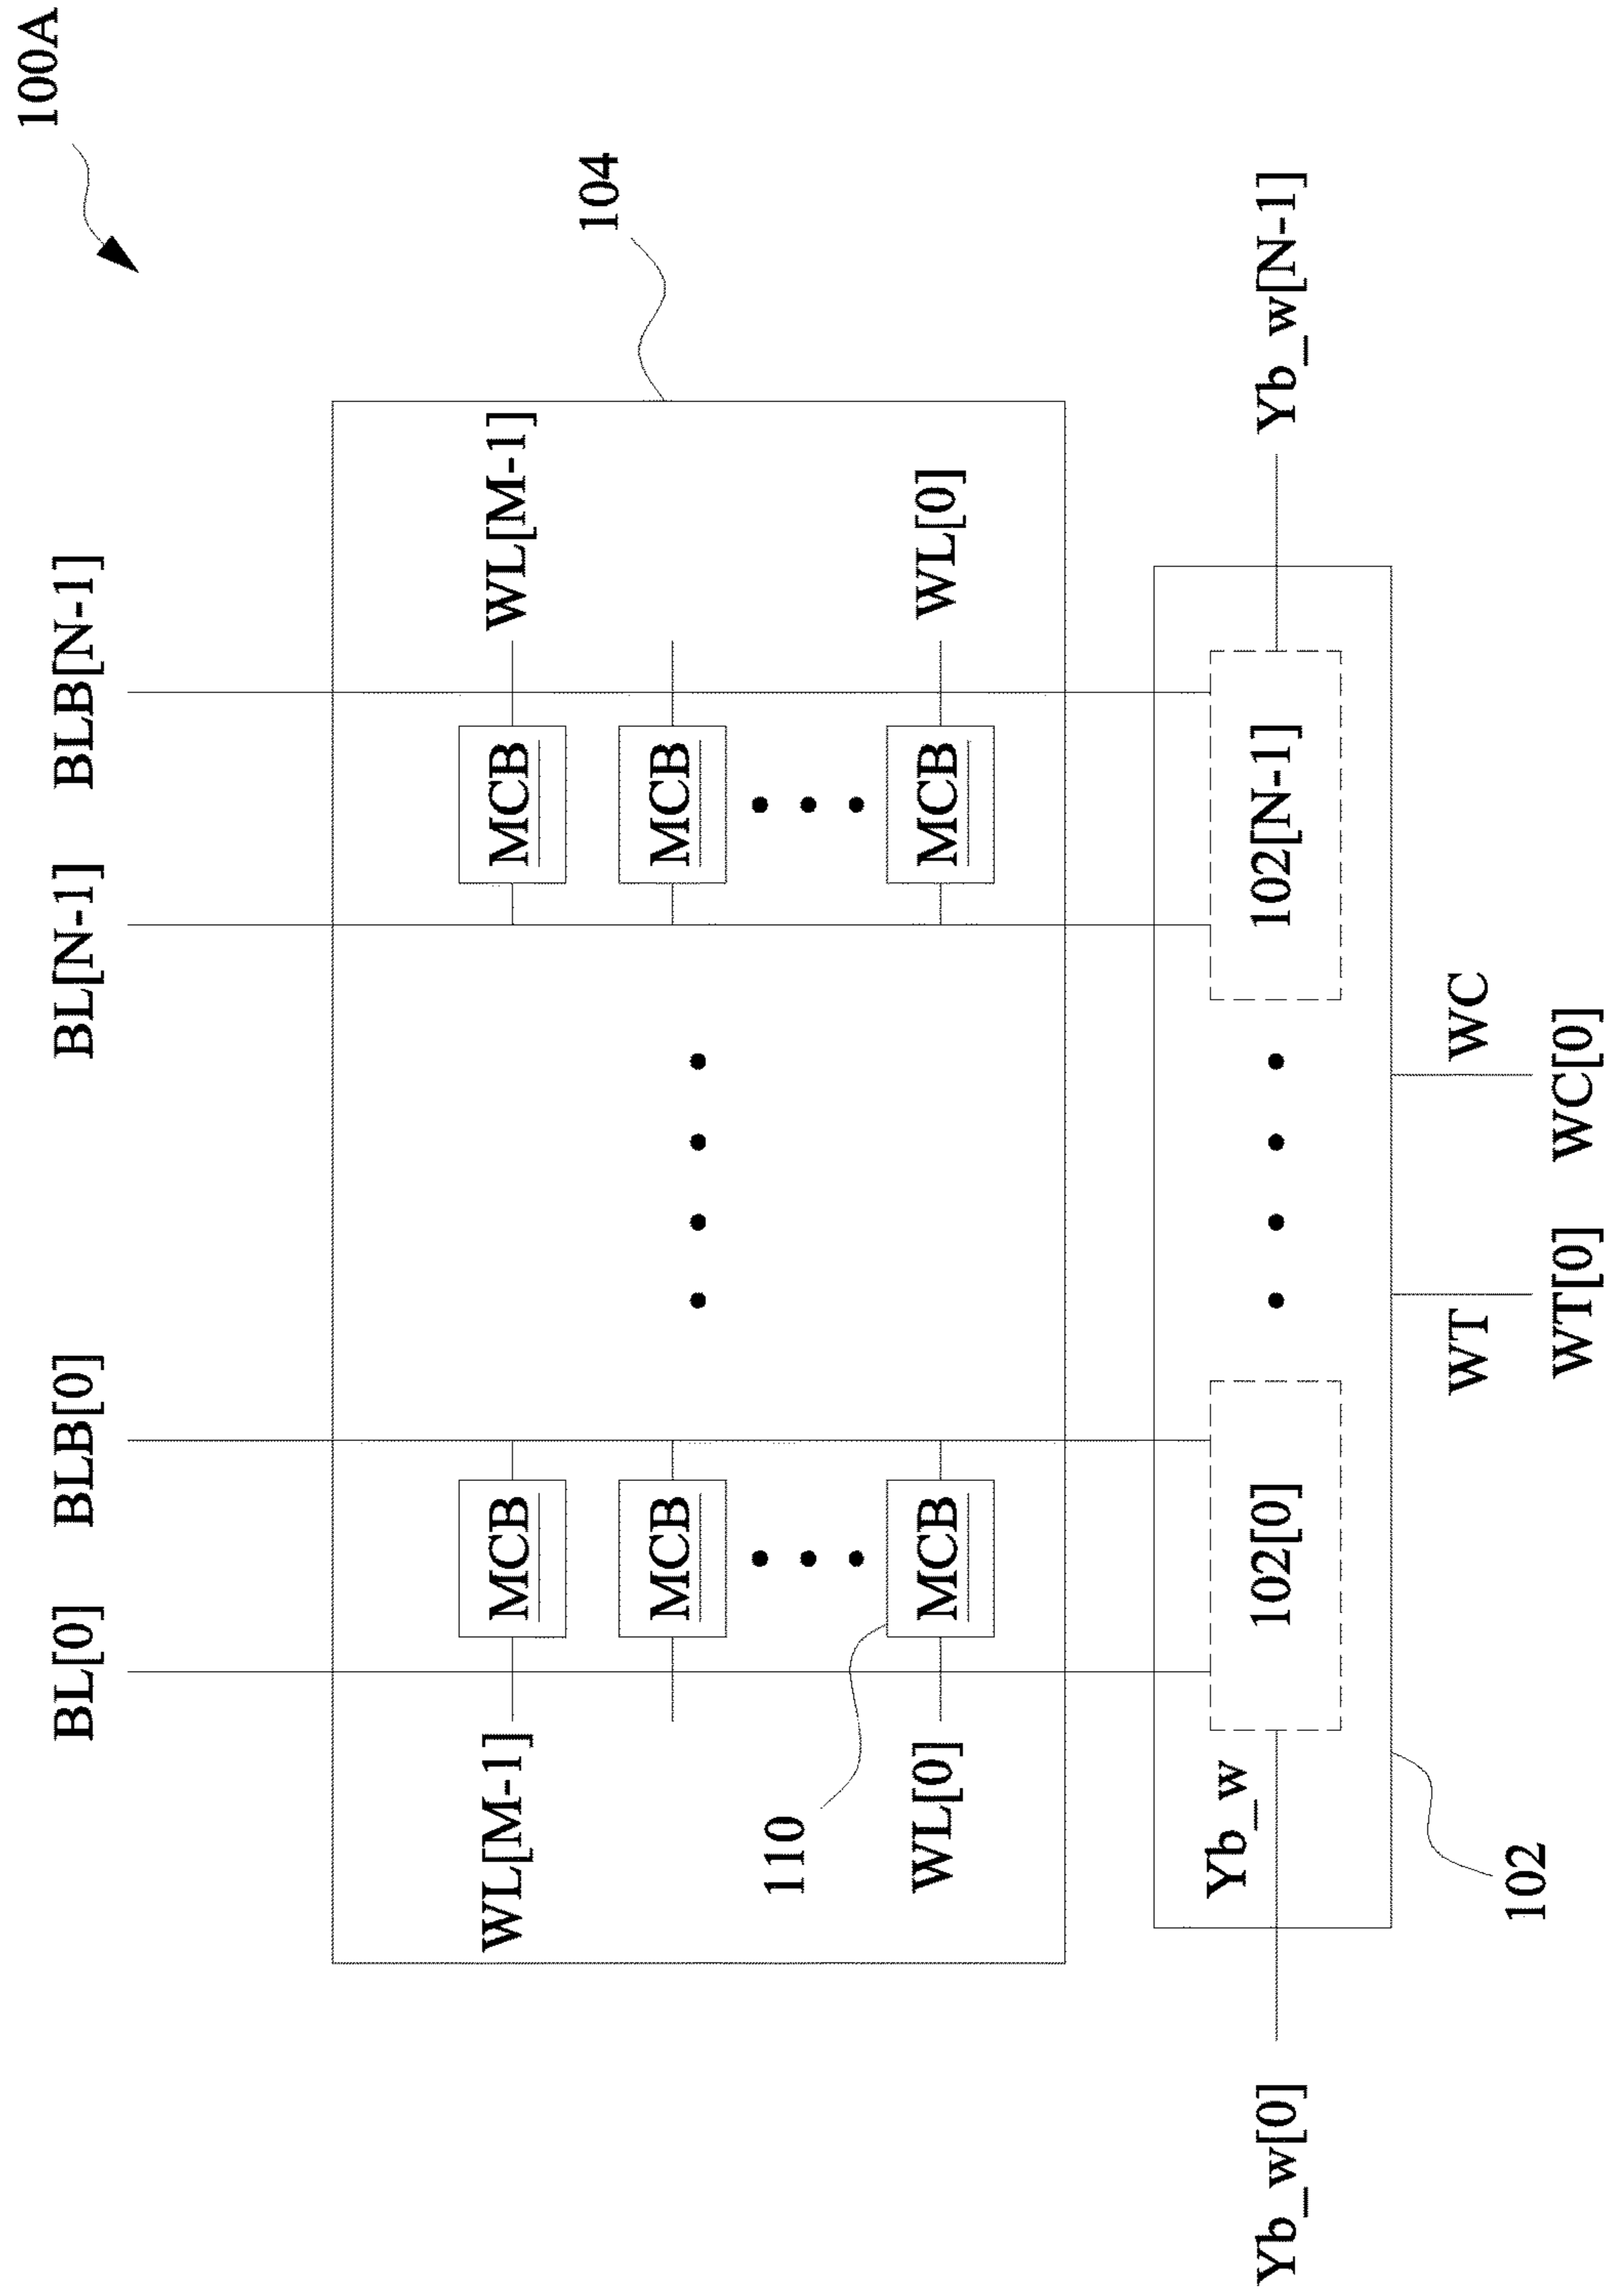 100A
BL[0]
BLB[0]
BL[N-1]
BLB[N-1]
104
WL[M-1]
MCB
MCB
WL[M-1]
MCB
MCB
110
WL[0]
MCB
MCB
WL[0]
Yb_w[0]
Yb_w
102[0]
102[N-1]
Yb_w[N-1]
102
WT
WC
WT[0]
WC[0]